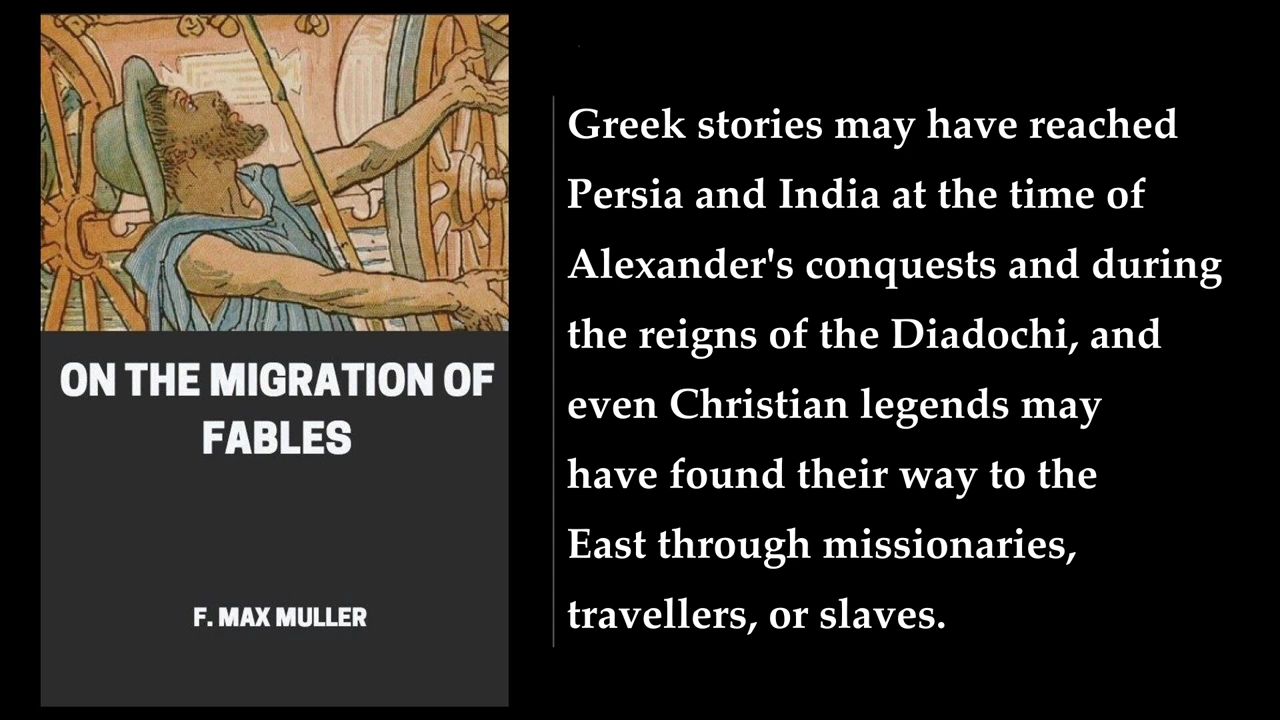 ON THE MIGRATION OF
FABLES
F. MAX MULLER
Greek stories may have reached
Persia and India at the time of
Alexander's conquests and during
the reigns of the Diadochi, and
even Christian legends may
have found their way to the
East through missionaries,
travellers, or slaves.